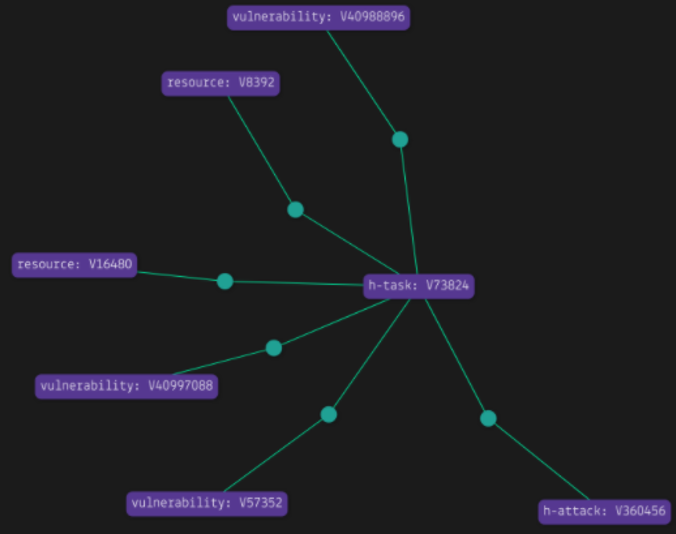 vulnerability: V40988896
resource: V8392
resource: V16480
h-task: V73824
vulnerability: V40997088
vulnerability: V57352
h-attack: V360456